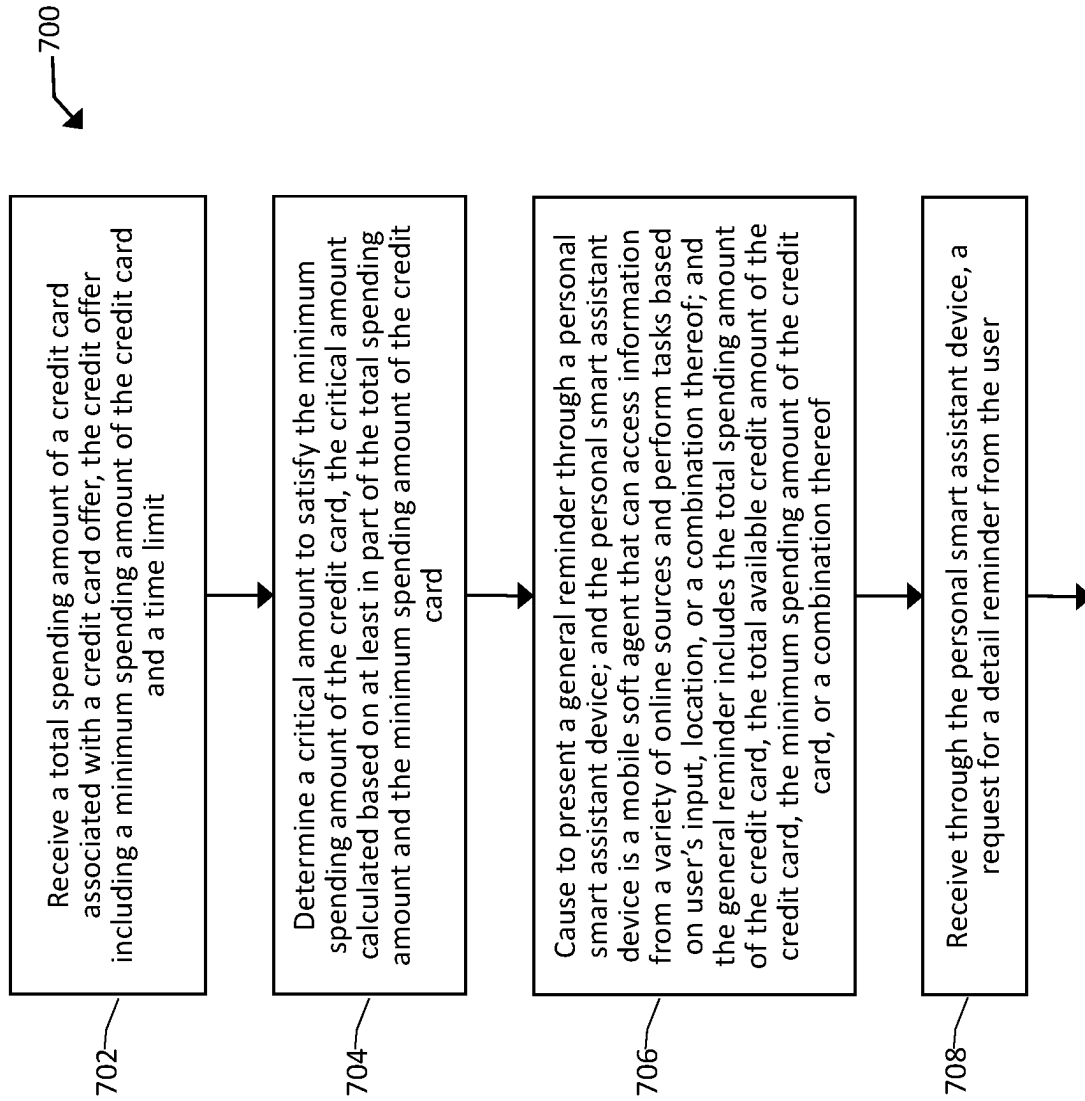 700
702
Receive a total spending amount of a credit card
associated with a credit card offer, the credit offer
including a minimum spending amount of the credit card
and a time limit
704
Determine a critical amount to satisfy the minimum
spending amount of the credit card, the critical amount
calculated based on at least in part of the total spending
amount and the minimum spending amount of the credit
card
706
Cause to present a general reminder through a personal
smart assistant device; and the personal smart assistant
device is a mobile soft agent that can access information
from a variety of online sources and perform tasks based
on user's input, location, or a combination thereof; and
the general reminder includes the total spending amount
of the credit card, the total available credit amount of the
credit card, the minimum spending amount of the credit
card, or a combination thereof
708
Receive through the personal smart assistant device, a
request for a detail reminder from the user